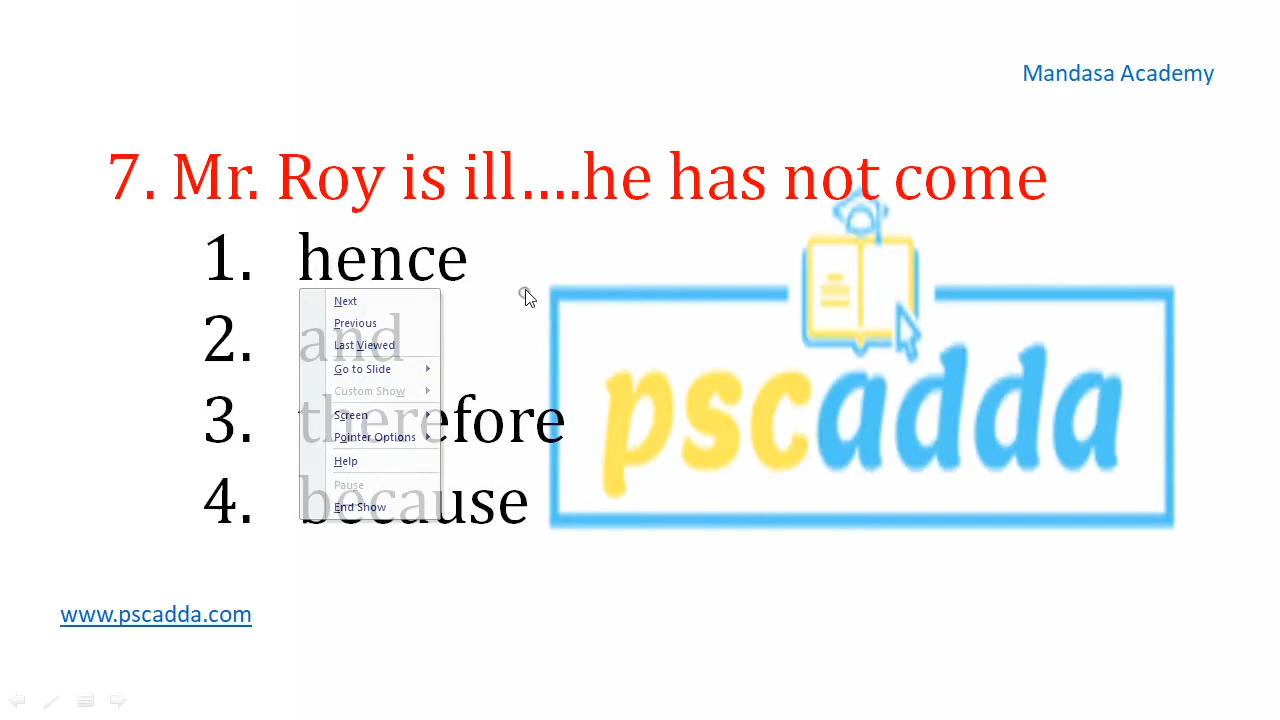 Mandasa Academy
7. Mr. Roy is ill....he has not come
1. hence
2. and
3. therefore
4. because
Next
Previous
Last Viewed
Go to Slide
Custom Show
Screen
Pointer Options
Help
Pause
End Show
pscadda
www.pscadda.com